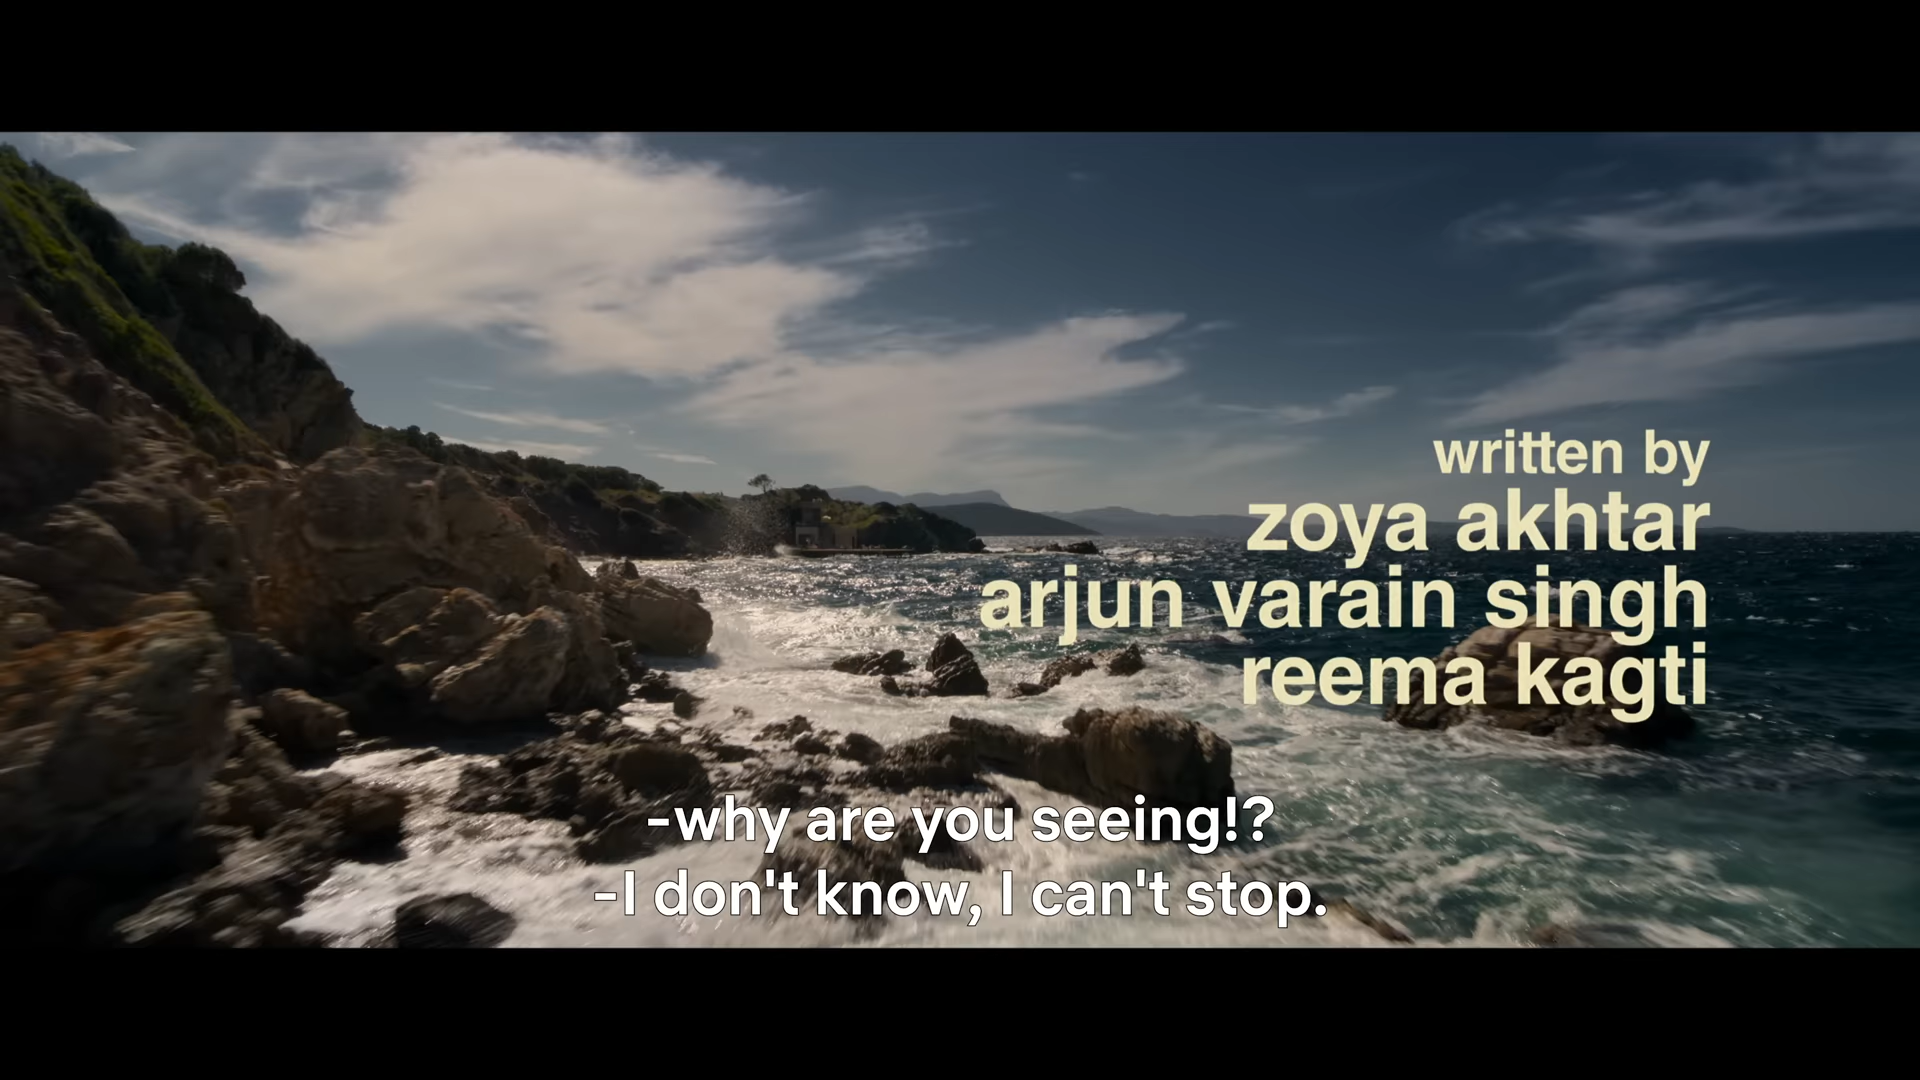 written by
zoya akhtar
arjun varain singh
reema kagti
-why are you seeing!?
-I don't know, I can't stop.